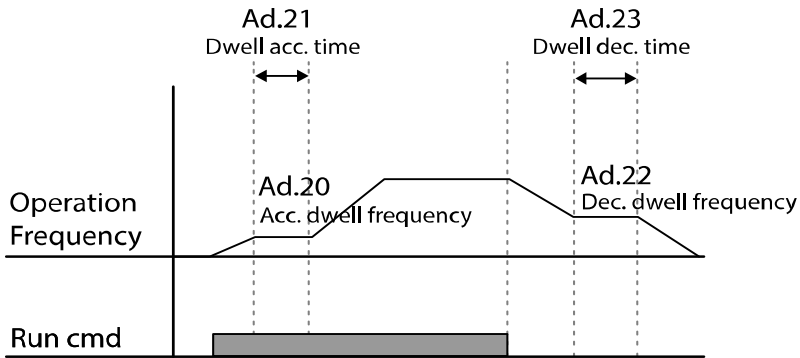 Ad.21
Dwell acc. time
Ad.23
Dwell dec. time
Ad.20
Acc. dwell frequency
Ad.22
Dec. dwell frequency
Operation
Frequency
Run cmd